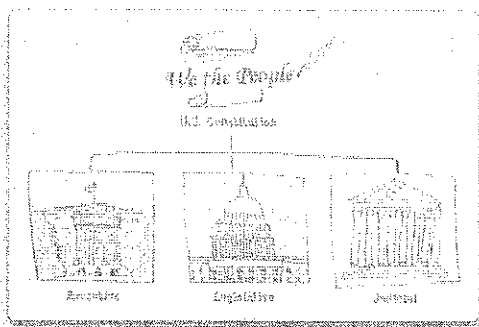 We the People
U.S. Constitution
Executive
Legislative
Judicial